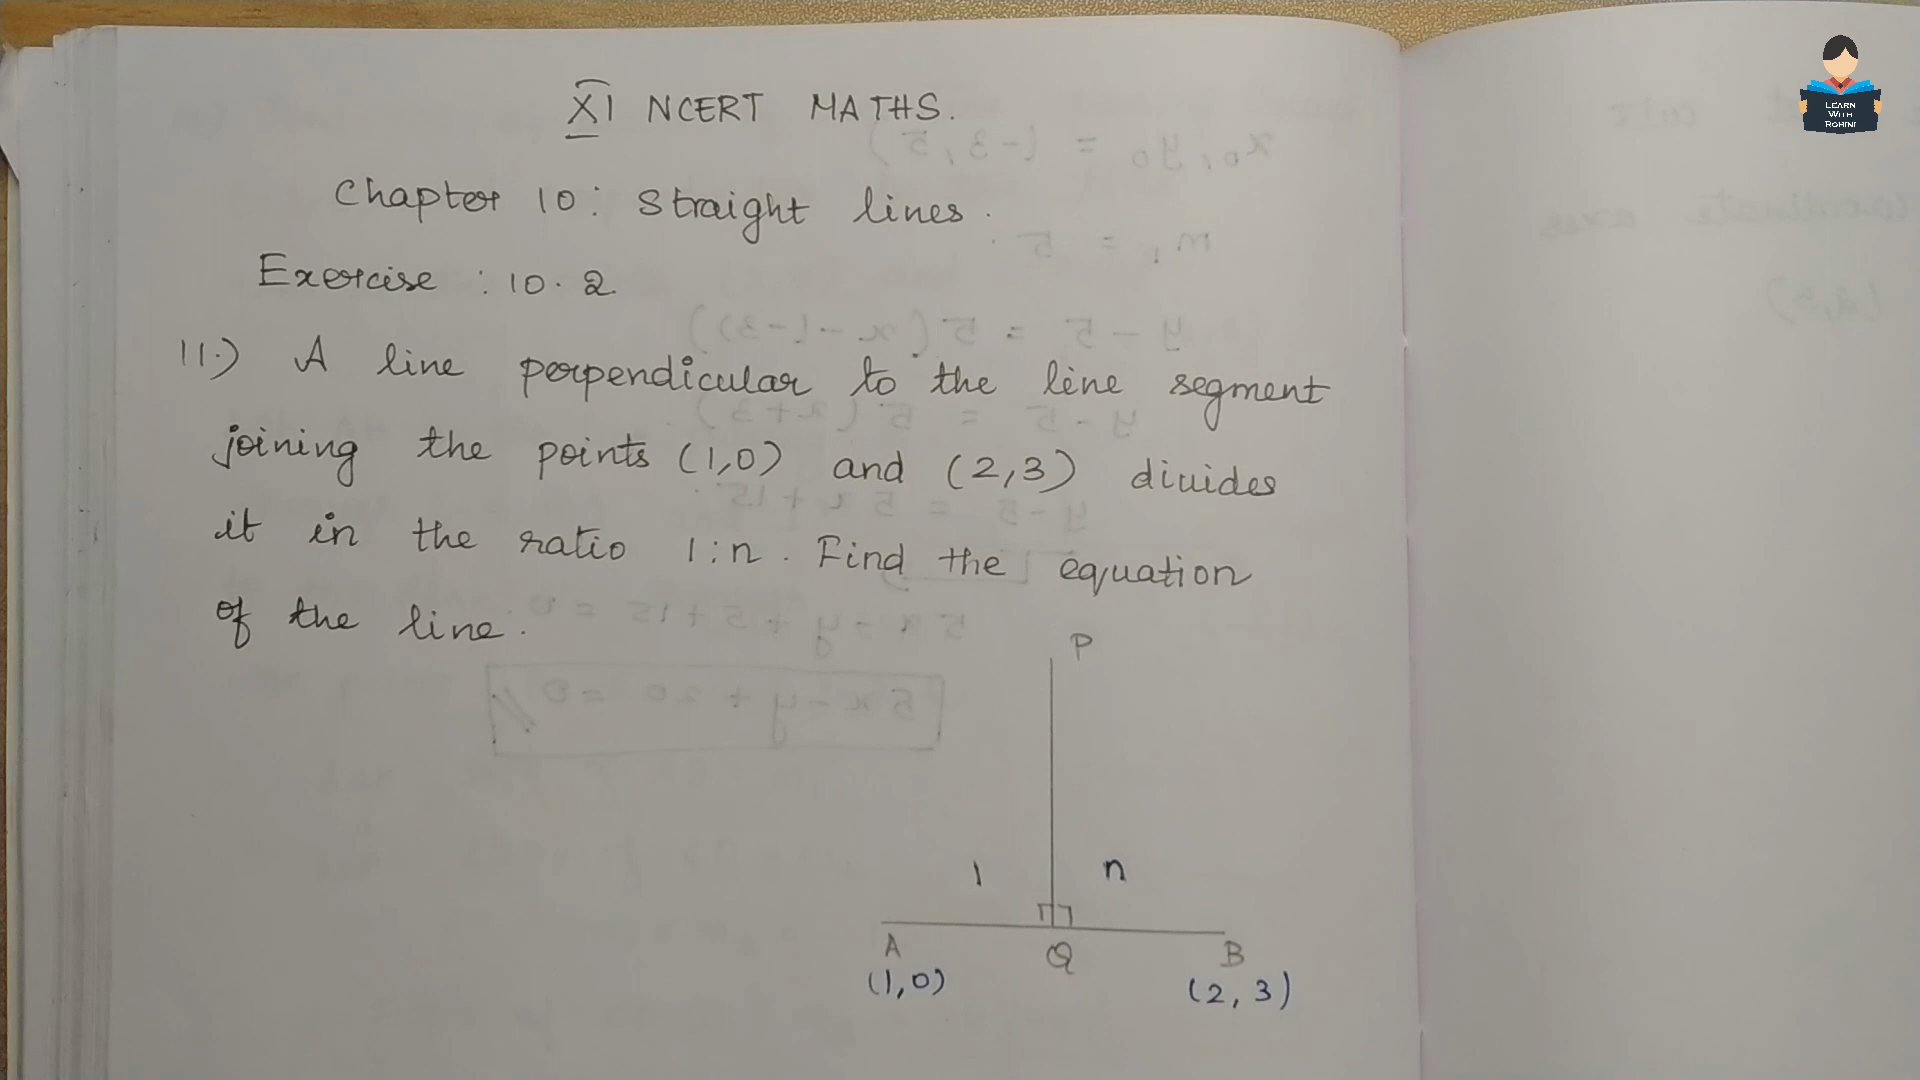 XI NCERT MATHS.
Chapter 10: Straight lines.
Exercise : 10.2.
11.) A line perpendicular to the line segment
joining the points (1,0) and (2,3) divides
it in the ratio 1:n. Find the equation
of the line.
P
1 n
A Q B
(1,0) (2,3)
LEARN
WITH
ROHINI